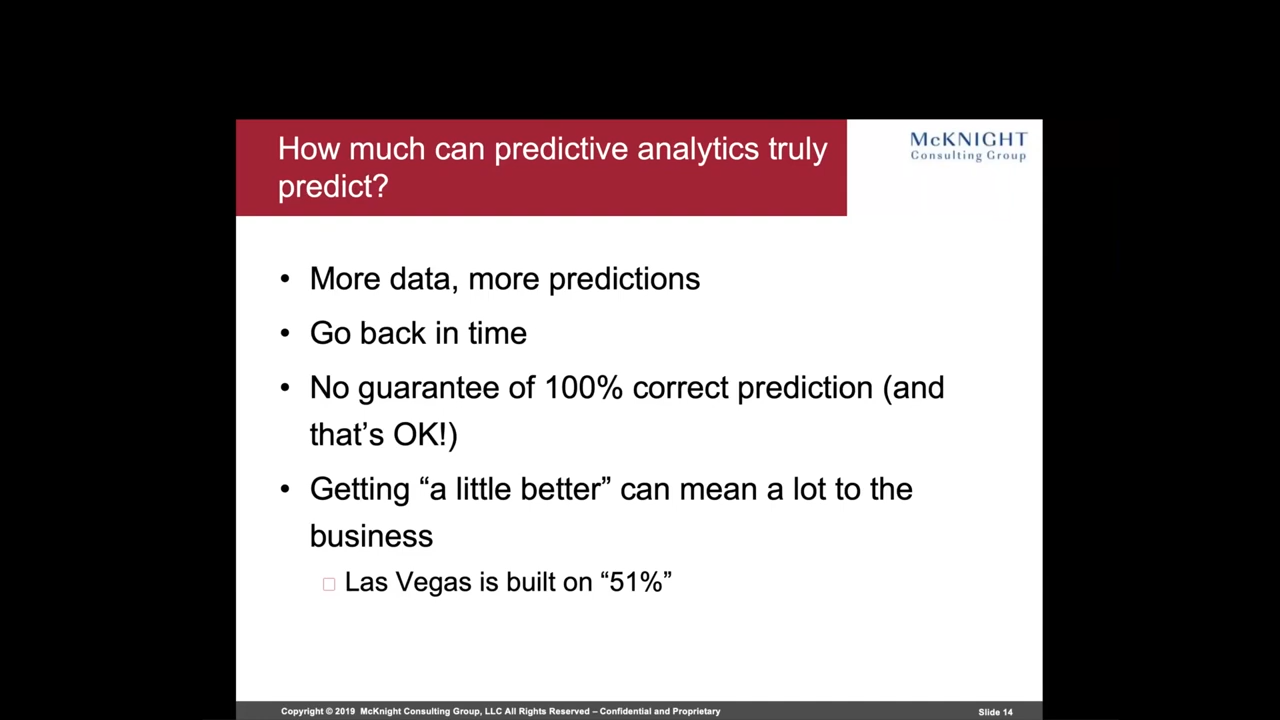 How much can predictive analytics truly
predict?
McKNIGHT
Consulting Group
• More data, more predictions
• Go back in time
• No guarantee of 100% correct prediction (and
that’s OK!)
• Getting “a little better” can mean a lot to the
business
□ Las Vegas is built on “51%”
Copyright © 2019 McKnight Consulting Group, LLC All Rights Reserved – Confidential and Proprietary
Slide 14